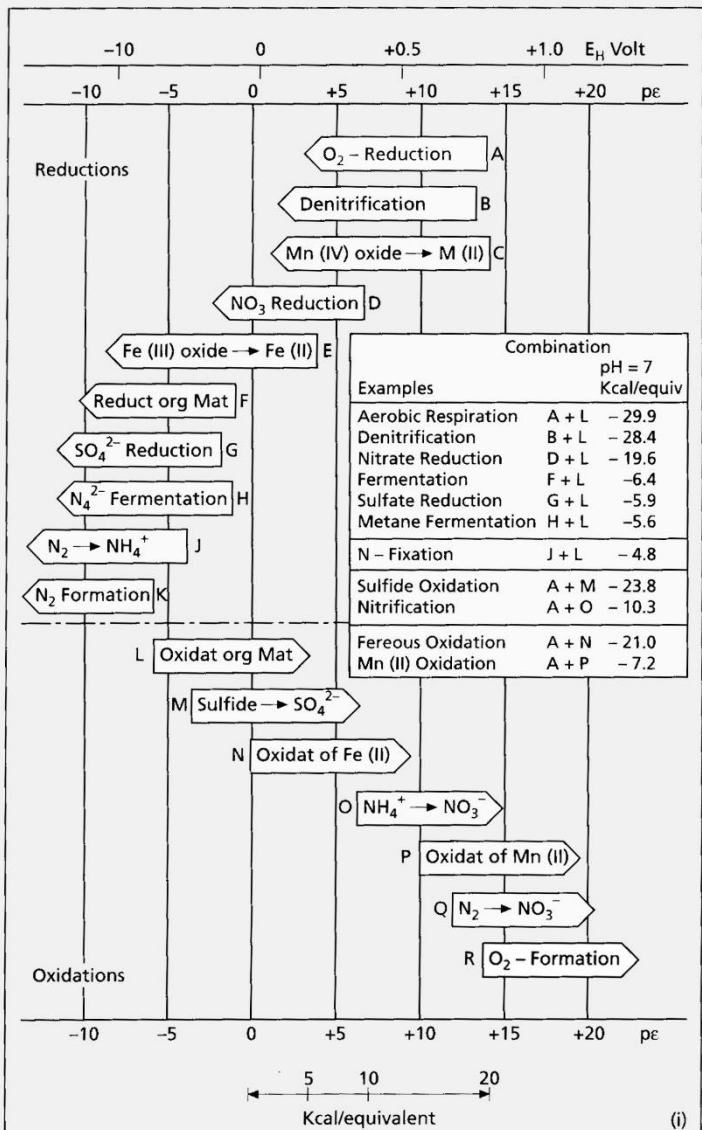 −10 0 +0.5 +1.0 E_H Volt
−10 −5 0 +5 +10 +15 +20 pε
Reductions
O₂ – Reduction A
Denitrification B
Mn (IV) oxide → M (II) C
NO₃ Reduction D
Fe (III) oxide → Fe (II) E
Reduct org Mat F
SO₄²⁻ Reduction G
N₄²⁻ Fermentation H
N₂ → NH₄⁺ J
N₂ Formation K
Combination
pH = 7
Examples Kcal/equiv
Aerobic Respiration A + L – 29.9
Denitrification B + L – 28.4
Nitrate Reduction D + L – 19.6
Fermentation F + L –6.4
Sulfate Reduction G + L –5.9
Metane Fermentation H + L –5.6
N – Fixation J + L – 4.8
Sulfide Oxidation A + M – 23.8
Nitrification A + O – 10.3
Fereous Oxidation A + N – 21.0
Mn (II) Oxidation A + P – 7.2
L Oxidat org Mat
M Sulfide → SO₄²⁻
N Oxidat of Fe (II)
O NH₄⁺ → NO₃⁻
P Oxidat of Mn (II)
Q N₂ → NO₃⁻
R O₂ – Formation
Oxidations
−10 −5 0 +5 +10 +15 +20 pε
5 10 20
Kcal/equivalent
(i)